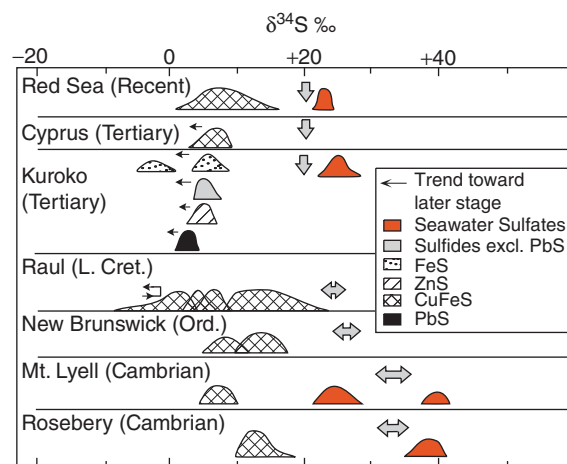 δ34S ‰
−20 0 +20 +40
Red Sea (Recent)
Cyprus (Tertiary)
Kuroko
(Tertiary)
Trend toward
later stage
Seawater Sulfates
Sulfides excl. PbS
FeS
ZnS
CuFeS
PbS
Raul (L. Cret.)
New Brunswick (Ord.)
Mt. Lyell (Cambrian)
Rosebery (Cambrian)